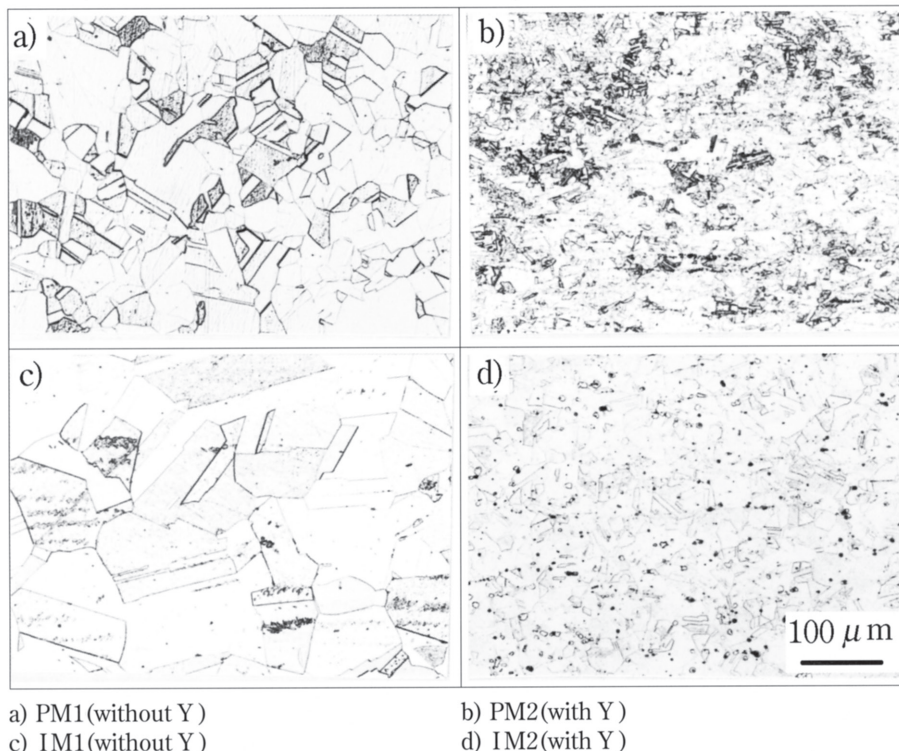 a)
b)
c)
d)
100 μm
a) PM1(without Y)
b) PM2(with Y)
c) IM1(without Y)
d) IM2(with Y)